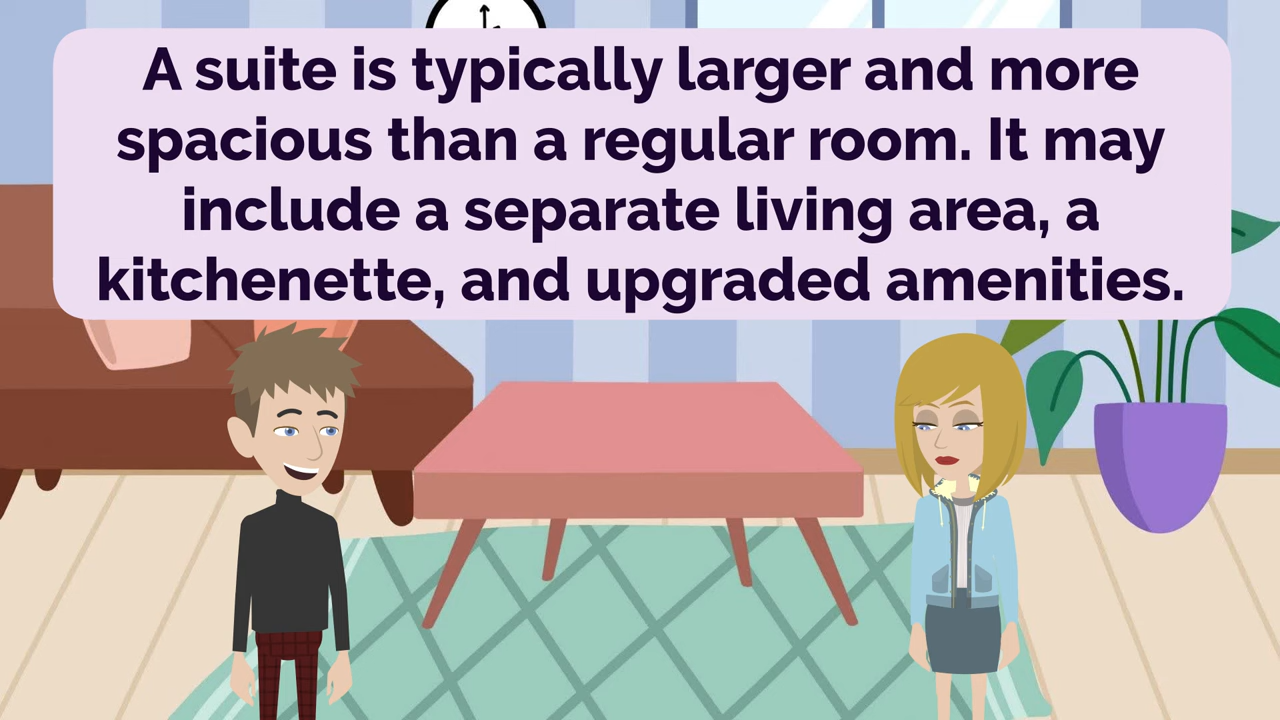 A suite is typically larger and more
spacious than a regular room. It may
include a separate living area, a
kitchenette, and upgraded amenities.